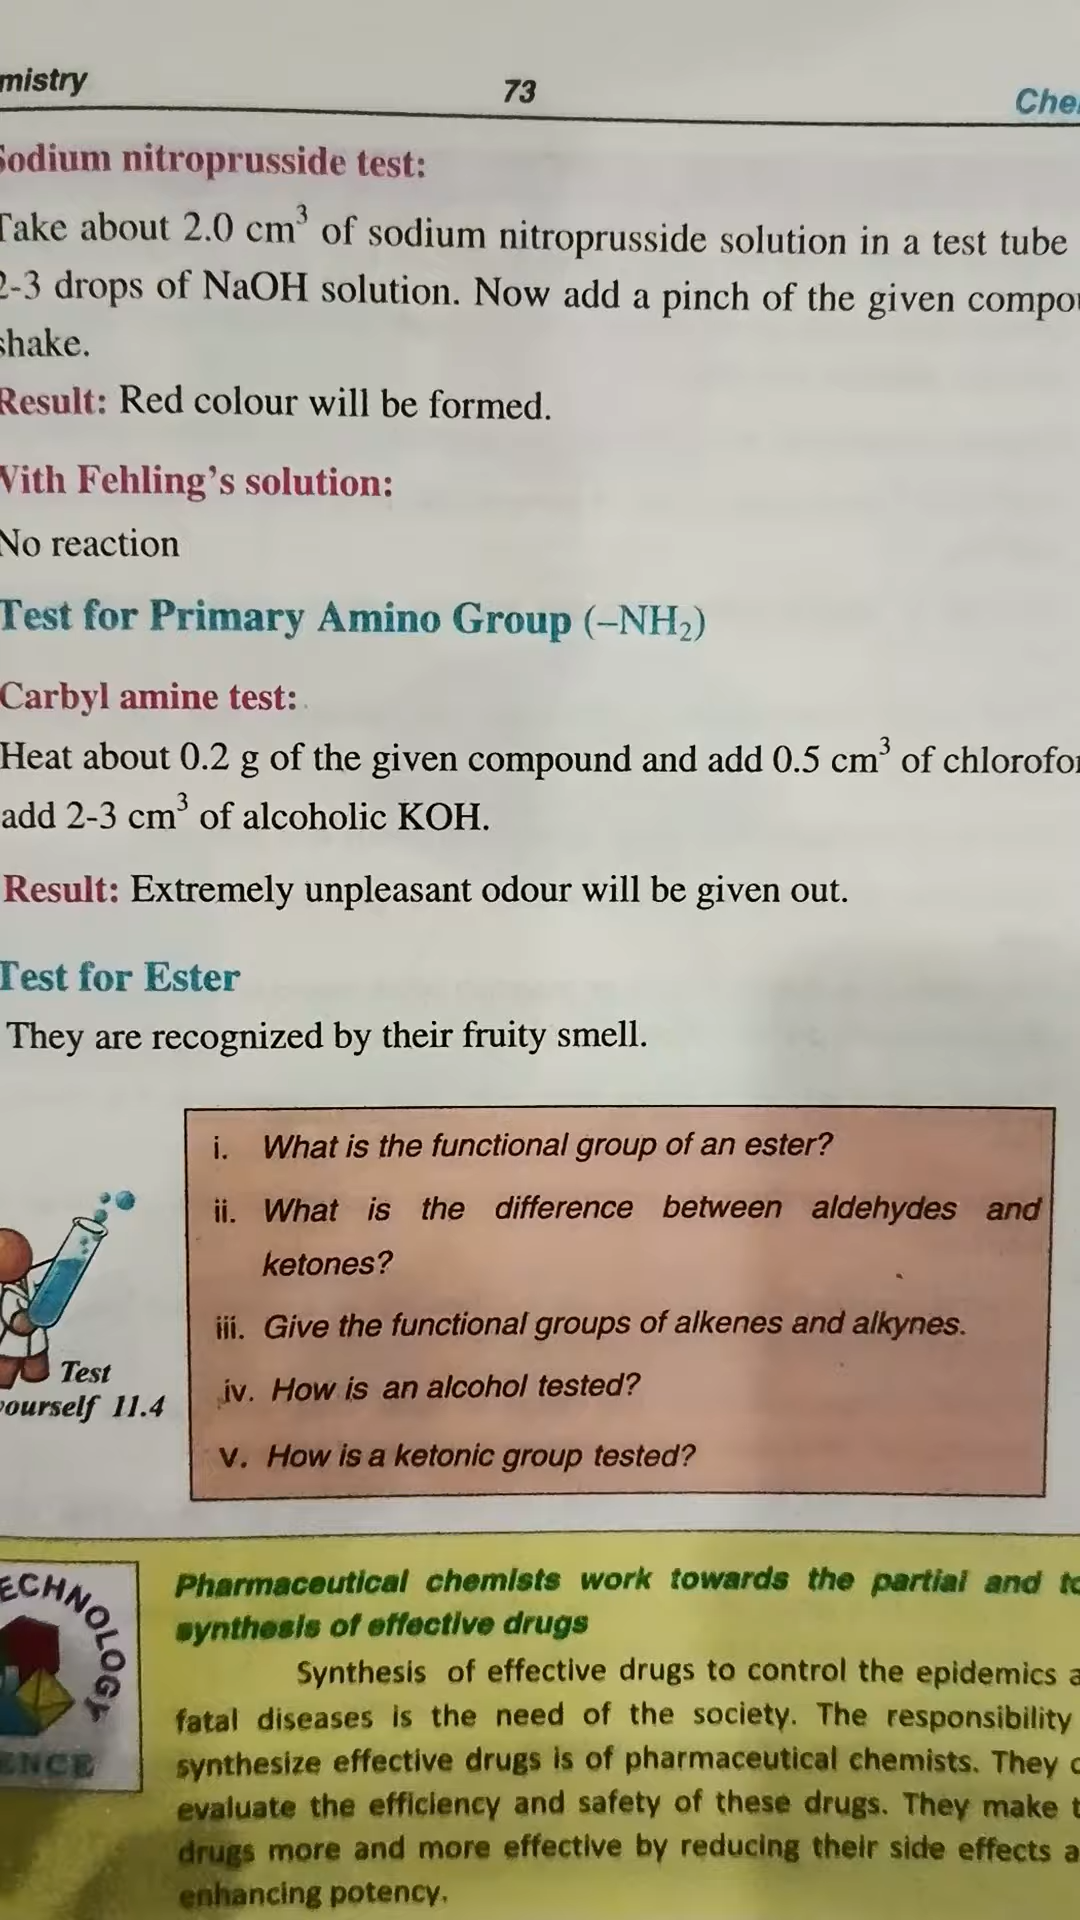 mistry
73
Che
Sodium nitroprusside test:
Take about 2.0 cm³ of sodium nitroprusside solution in a test tube
2-3 drops of NaOH solution. Now add a pinch of the given compou
shake.
Result: Red colour will be formed.
With Fehling's solution:
No reaction
Test for Primary Amino Group (–NH₂)
Carbyl amine test:
Heat about 0.2 g of the given compound and add 0.5 cm³ of chlorofor
add 2-3 cm³ of alcoholic KOH.
Result: Extremely unpleasant odour will be given out.
Test for Ester
They are recognized by their fruity smell.
i. What is the functional group of an ester?
ii. What is the difference between aldehydes and
ketones?
iii. Give the functional groups of alkenes and alkynes.
iv. How is an alcohol tested?
v. How is a ketonic group tested?
Test
ourself 11.4
ECHNOLOGY
ENCE
Pharmaceutical chemists work towards the partial and to
synthesis of effective drugs
Synthesis of effective drugs to control the epidemics a
fatal diseases is the need of the society. The responsibility
synthesize effective drugs is of pharmaceutical chemists. They
evaluate the efficiency and safety of these drugs. They make t
drugs more and more effective by reducing their side effects a
enhancing potency.